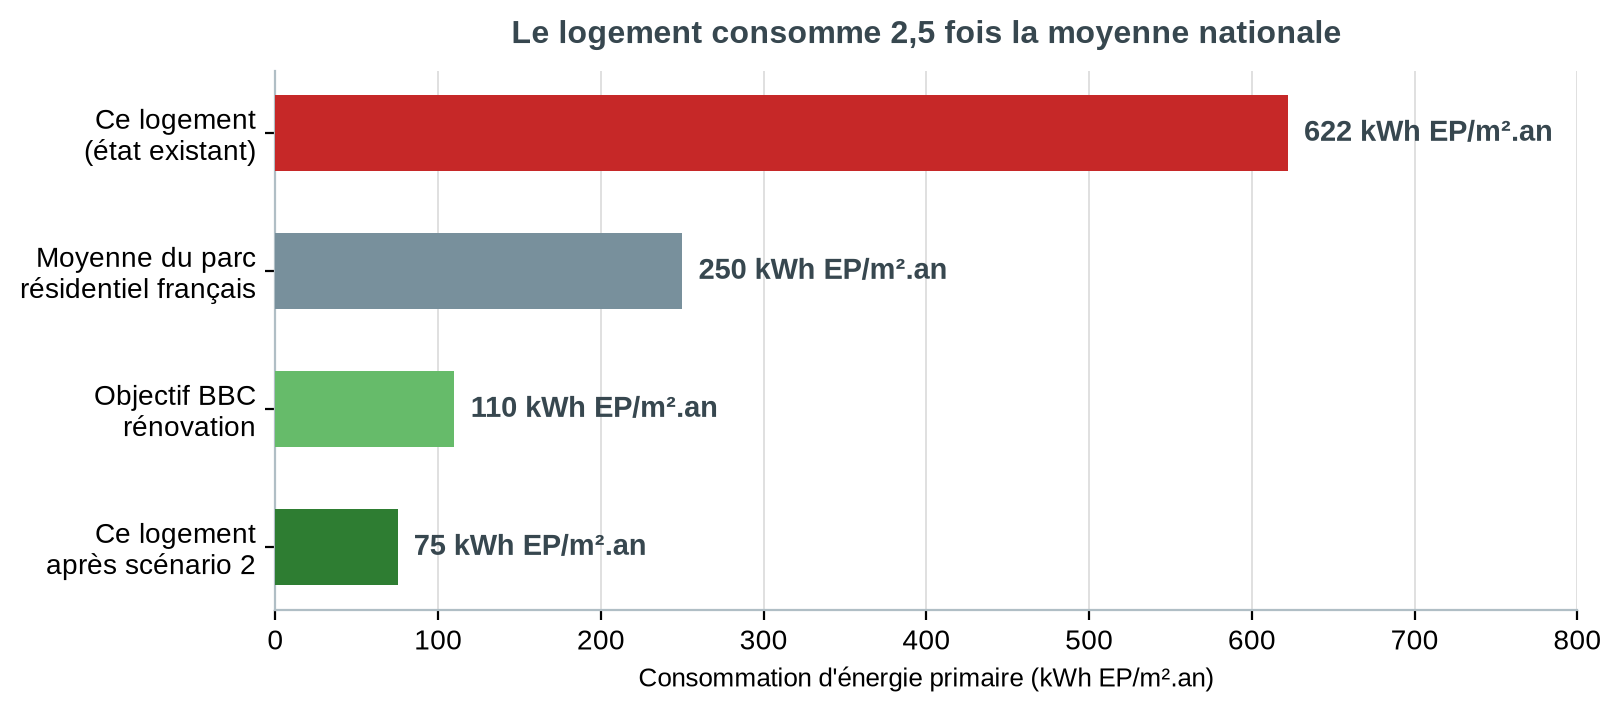 Le logement consomme 2,5 fois la moyenne nationale
Ce logement
(état existant)
622 kWh EP/m².an
Moyenne du parc
résidentiel français
250 kWh EP/m².an
Objectif BBC
rénovation
110 kWh EP/m².an
Ce logement
après scénario 2
75 kWh EP/m².an
0 100 200 300 400 500 600 700 800
Consommation d'énergie primaire (kWh EP/m².an)